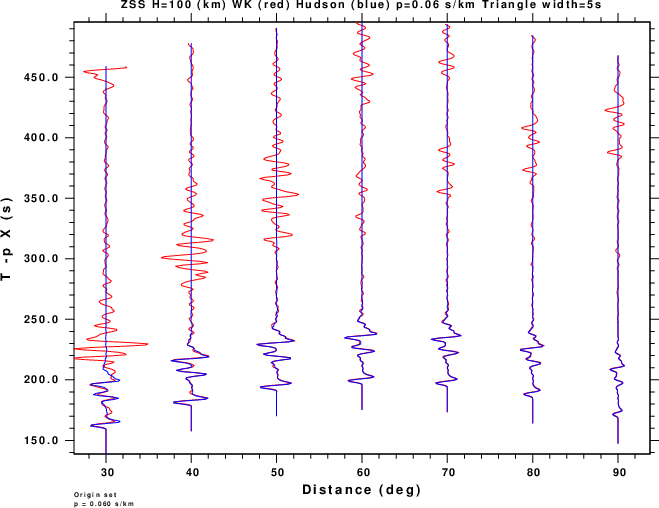 ZSS H=100 (km) WK (red) Hudson (blue) p=0.06 s/km Triangle width=5s
450.0
400.0
350.0
300.0
250.0
200.0
150.0
T -p X (s)
30 40 50 60 70 80 90
Distance (deg)
Origin set
p = 0.060 s/km